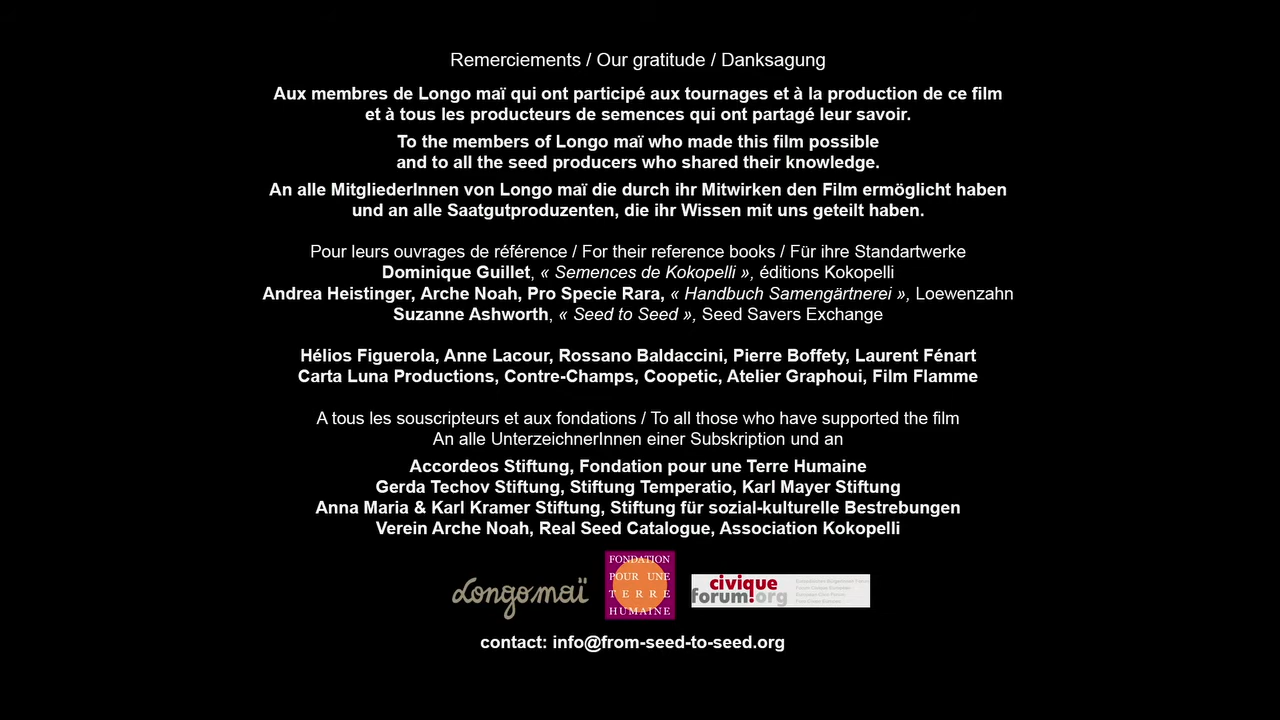 Remerciements / Our gratitude / Danksagung
Aux membres de Longo maï qui ont participé aux tournages et à la production de ce film
et à tous les producteurs de semences qui ont partagé leur savoir.
To the members of Longo maï who made this film possible
and to all the seed producers who shared their knowledge.
An alle MitgliederInnen von Longo maï die durch ihr Mitwirken den Film ermöglicht haben
und an alle Saatgutproduzenten, die ihr Wissen mit uns geteilt haben.
Pour leurs ouvrages de référence / For their reference books / Für ihre Standartwerke
Dominique Guillet, « Semences de Kokopelli », éditions Kokopelli
Andrea Heistinger, Arche Noah, Pro Specie Rara, « Handbuch Samengärtnerei », Loewenzahn
Suzanne Ashworth, « Seed to Seed », Seed Savers Exchange
Hélios Figuerola, Anne Lacour, Rossano Baldaccini, Pierre Boffety, Laurent Fénart
Carta Luna Productions, Contre-Champs, Coopetic, Atelier Graphoui, Film Flamme
A tous les souscripteurs et aux fondations / To all those who have supported the film
An alle UnterzeichnerInnen einer Subskription und an
Accordeos Stiftung, Fondation pour une Terre Humaine
Gerda Techov Stiftung, Stiftung Temperatio, Karl Mayer Stiftung
Anna Maria & Karl Kramer Stiftung, Stiftung für sozial-kulturelle Bestrebungen
Verein Arche Noah, Real Seed Catalogue, Association Kokopelli
Longo maï
FONDATION
POUR UNE
TERRE
HUMAINE
civique
forum!org
contact: info@from-seed-to-seed.org